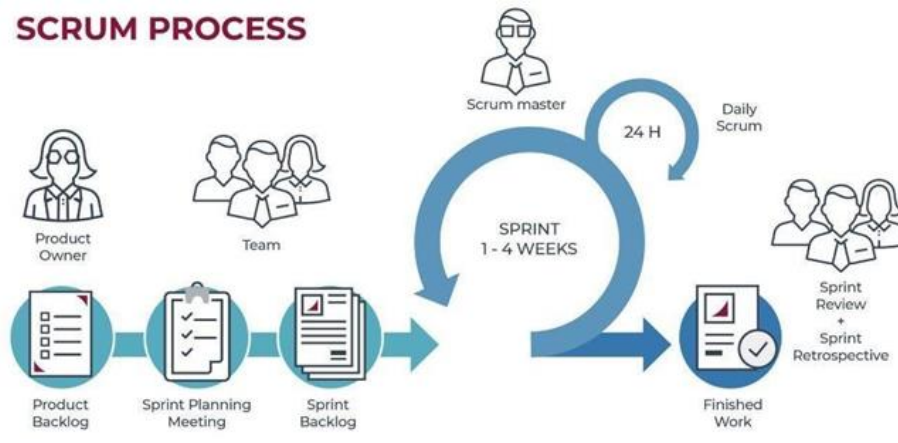 SCRUM PROCESS
Scrum master
24 H
Daily
Scrum
Product
Owner
Team
SPRINT
1 - 4 WEEKS
Sprint
Review
+
Sprint
Retrospective
Product
Backlog
Sprint Planning
Meeting
Sprint
Backlog
Finished
Work